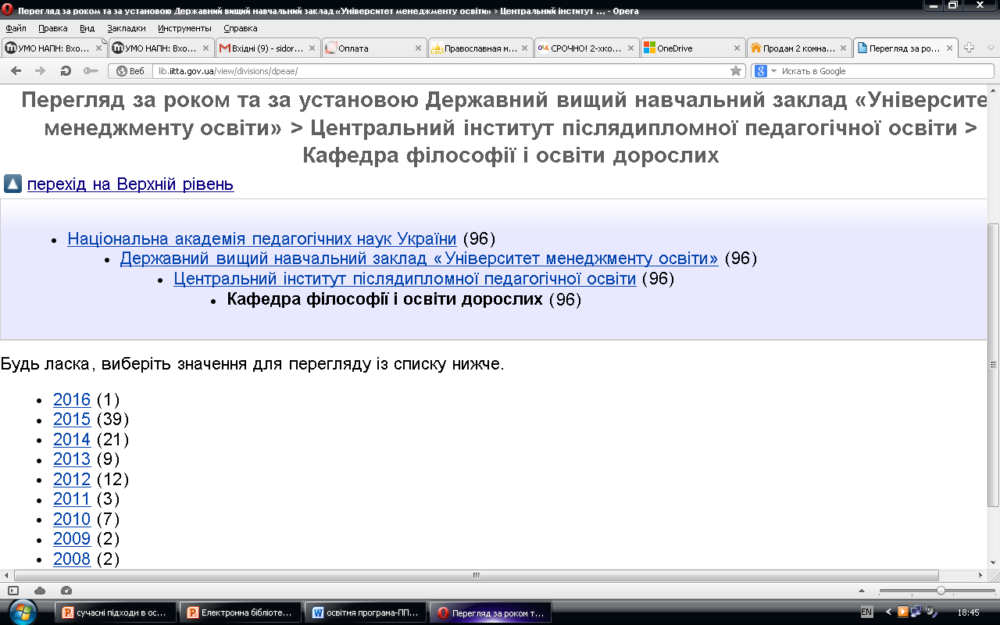 Перегляд за роком та за установою Державний вищий навчальний заклад «Університет менеджменту освіти» > Центральний інститут ... - Opera
Файл Правка Вид Закладки Инструменты Справка
УМО НАПН: Вхо... УМО НАПН: Вхо... Вхідні (9) - sidor... Оплата Православная м... СРОЧНО! 2-хко... OneDrive Продам 2 комна... Перегляд за ро...
Веб lib.iitta.gov.ua/view/divisions/dpeae/ Искать в Google
Перегляд за роком та за установою Державний вищий навчальний заклад «Університе
менеджменту освіти» > Центральний інститут післядипломної педагогічної освіти >
Кафедра філософії і освіти дорослих
перехід на Верхній рівень
Національна академія педагогічних наук України (96)
Державний вищий навчальний заклад «Університет менеджменту освіти» (96)
Центральний інститут післядипломної педагогічної освіти (96)
Кафедра філософії і освіти дорослих (96)
Будь ласка, виберіть значення для перегляду із списку нижче.
2016 (1)
2015 (39)
2014 (21)
2013 (9)
2012 (12)
2011 (3)
2010 (7)
2009 (2)
2008 (2)
сучасні підходи в ос... Електронна бібліоте... освітня програма-ПП... Перегляд за роком т... EN 18:45